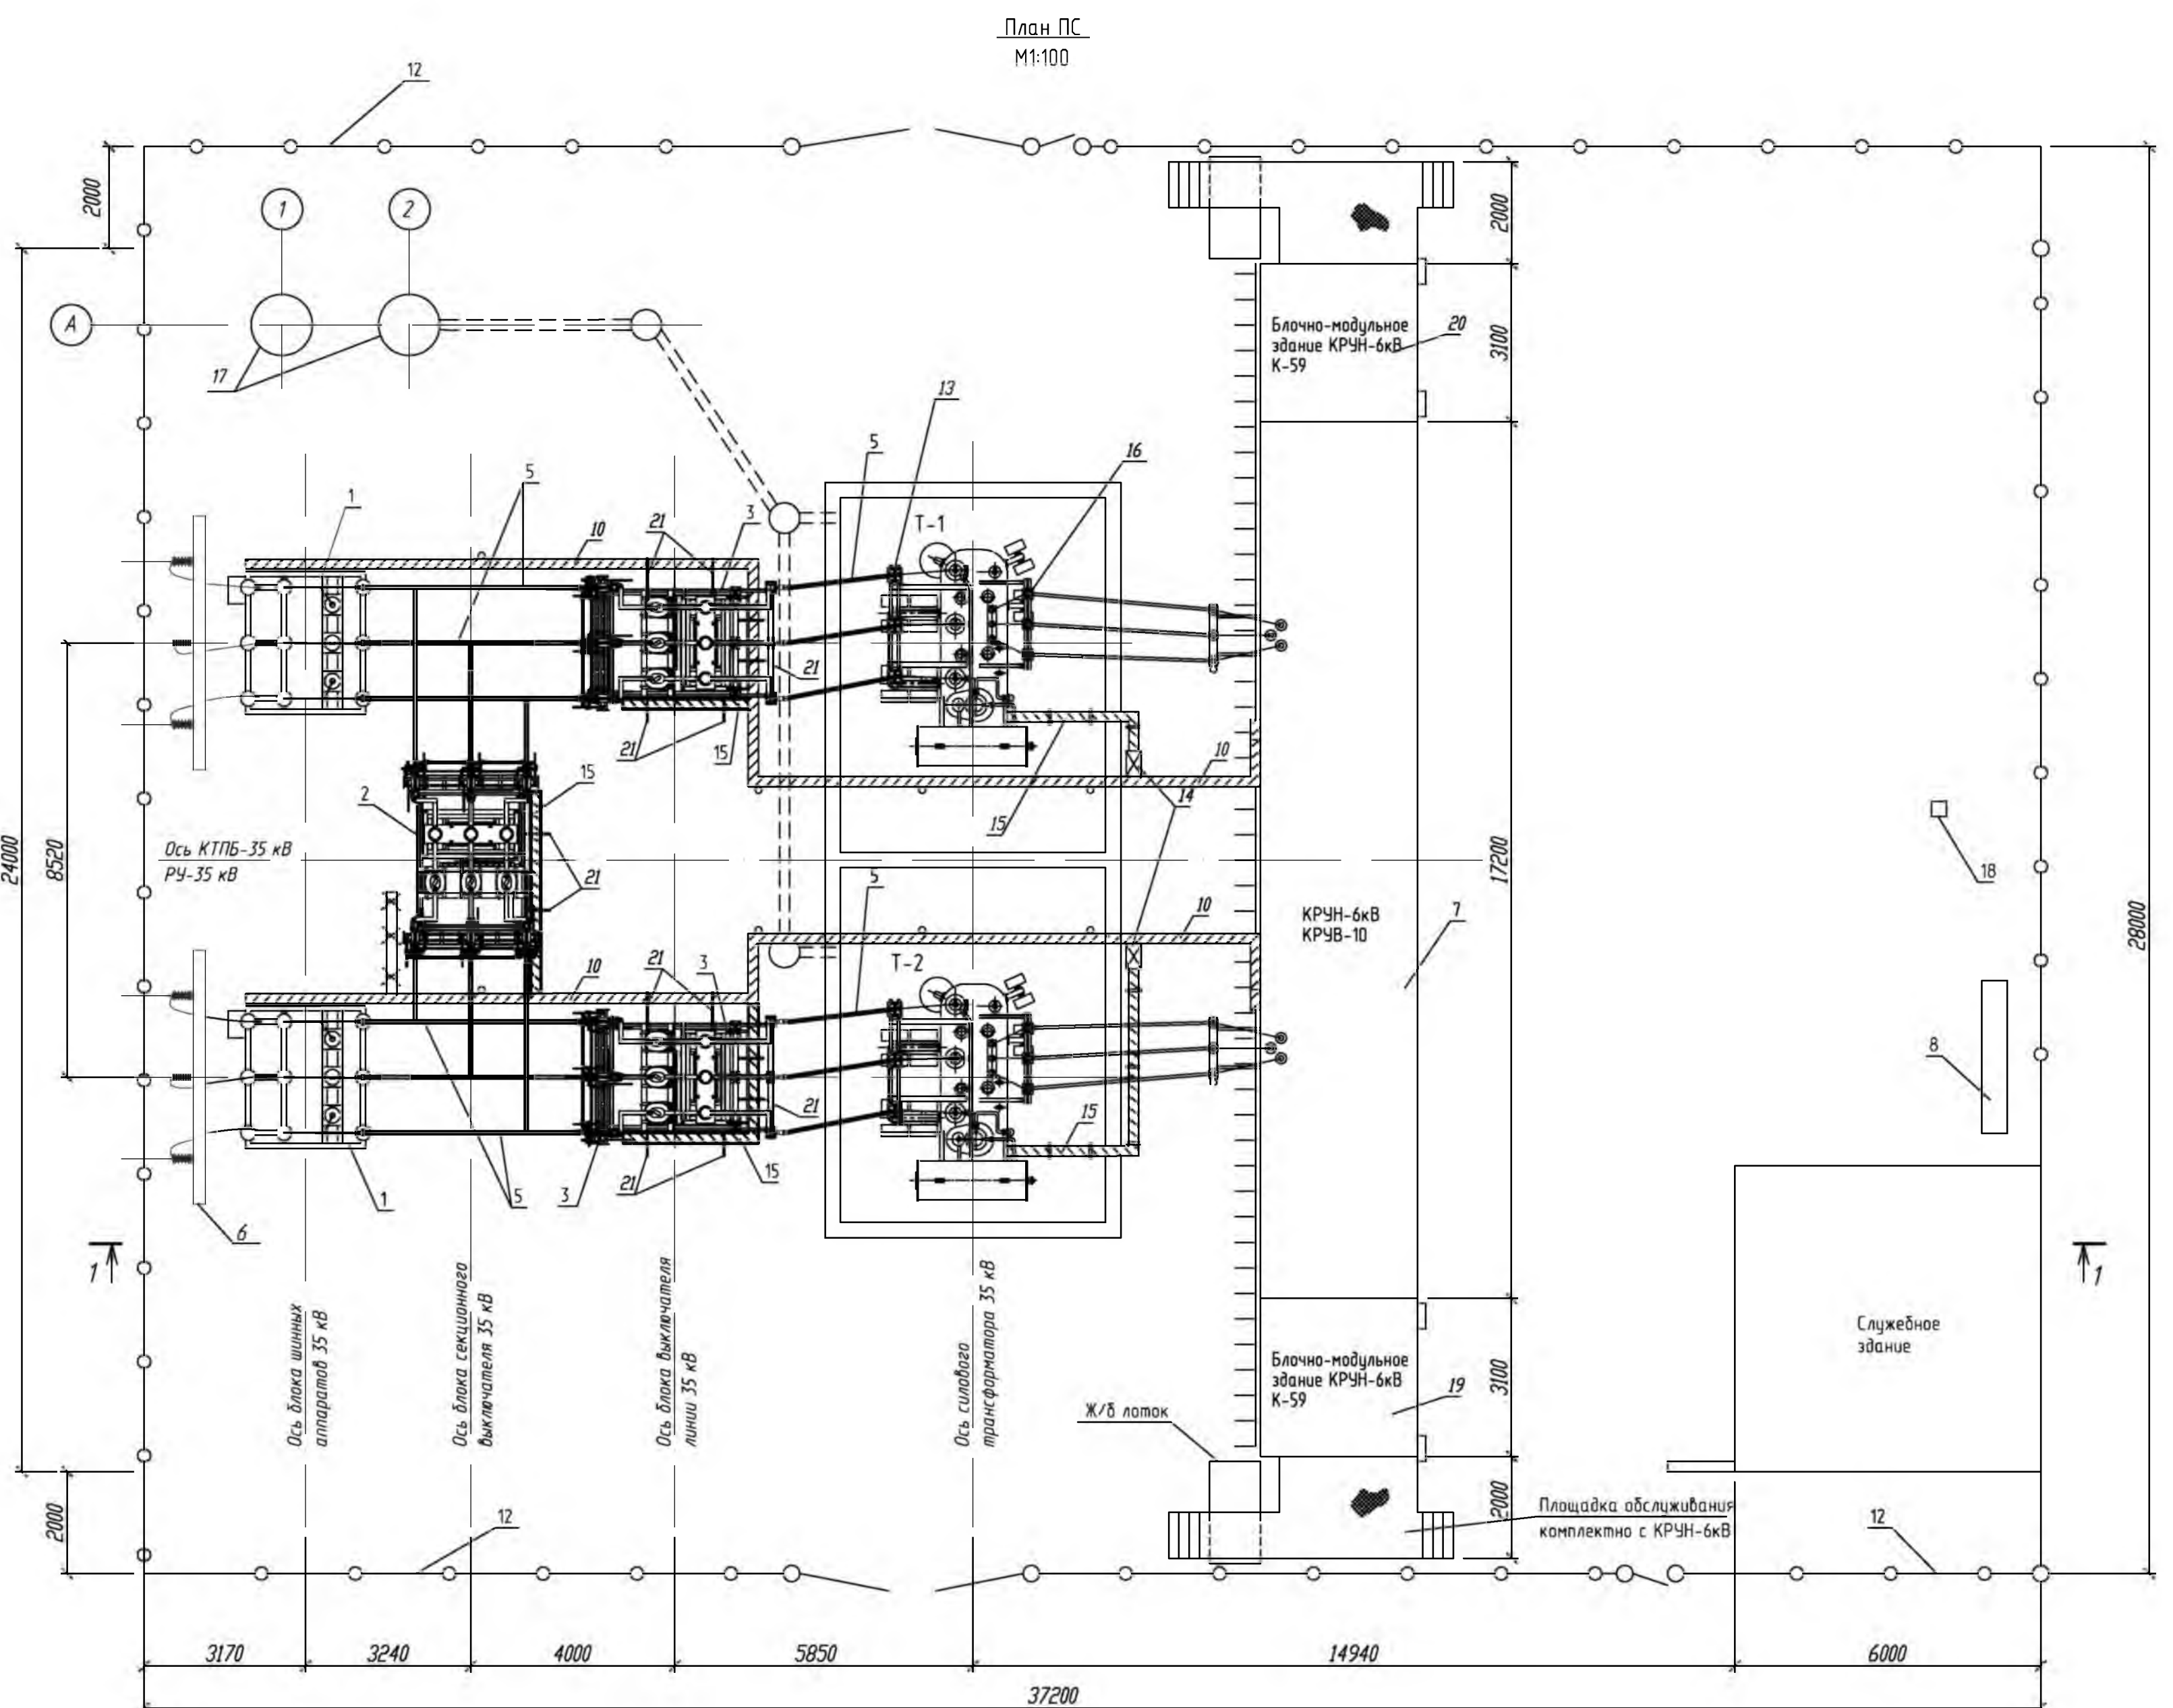 План ПС
М1:100
12
2000
1
2
2000
А
17
Блочно-модульное
здание КРУН-6кВ
К-59
20
3100
13
5
16
5
1
10
21
3
Т-1
21
21
15
10
2
15
14
15
Ось КТПБ-35 кВ
РУ-35 кВ
24000
8520
21
5
17200
18
10
КРУН-6кВ
КРУВ-10
7
28000
10
21
3
Т-2
8
21
15
1
5
3
21
15
6
1
1
Ось блока шинных
аппаратов 35 кВ
Ось блока секционного
выключателя 35 кВ
Ось блока выключателя
линии 35 кВ
Ось силового
трансформатора 35 кВ
Служебное
здание
Блочно-модульное
здание КРУН-6кВ
К-59
19
3100
Ж/б лоток
2000
2000
Площадка обслуживания
комплектно с КРУН-6кВ
12
12
3170
3240
4000
5850
14940
6000
37200